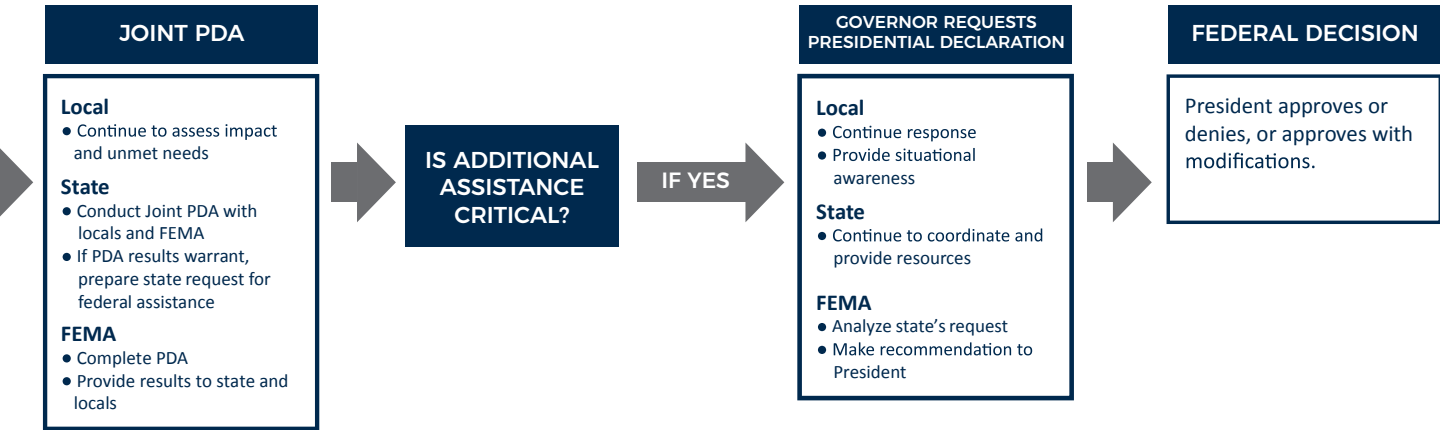 JOINT PDA
Local
● Continue to assess impact
and unmet needs
State
● Conduct Joint PDA with
locals and FEMA
● If PDA results warrant,
prepare state request for
federal assistance
FEMA
● Complete PDA
● Provide results to state and
locals
IS ADDITIONAL
ASSISTANCE
CRITICAL?
IF YES
GOVERNOR REQUESTS
PRESIDENTIAL DECLARATION
Local
● Continue response
● Provide situational
awareness
State
● Continue to coordinate and
provide resources
FEMA
● Analyze state’s request
● Make recommendation to
President
FEDERAL DECISION
President approves or
denies, or approves with
modifications.